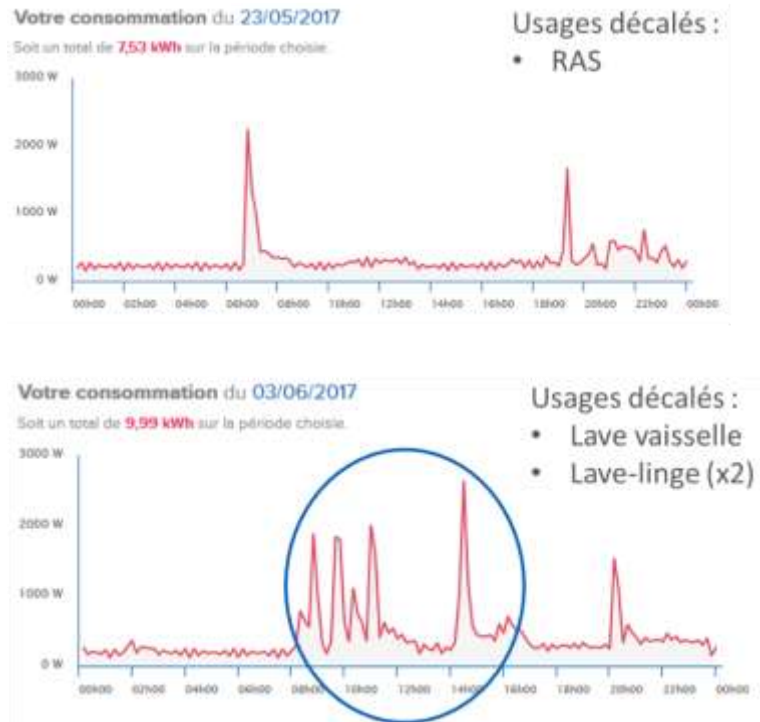 Votre consommation du 23/05/2017
Soit un total de 7,53 kWh sur la période choisie.
Usages décalés :
• RAS
3000 W
2000 W
1000 W
0 W
00h00 02h00 04h00 06h00 08h00 10h00 12h00 14h00 16h00 18h00 20h00 22h00 00h00
Votre consommation du 03/06/2017
Soit un total de 9,99 kWh sur la période choisie.
Usages décalés :
• Lave vaisselle
• Lave-linge (x2)
3000 W
2000 W
1000 W
0 W
00h00 02h00 04h00 06h00 08h00 10h00 12h00 14h00 16h00 18h00 20h00 22h00 00h00